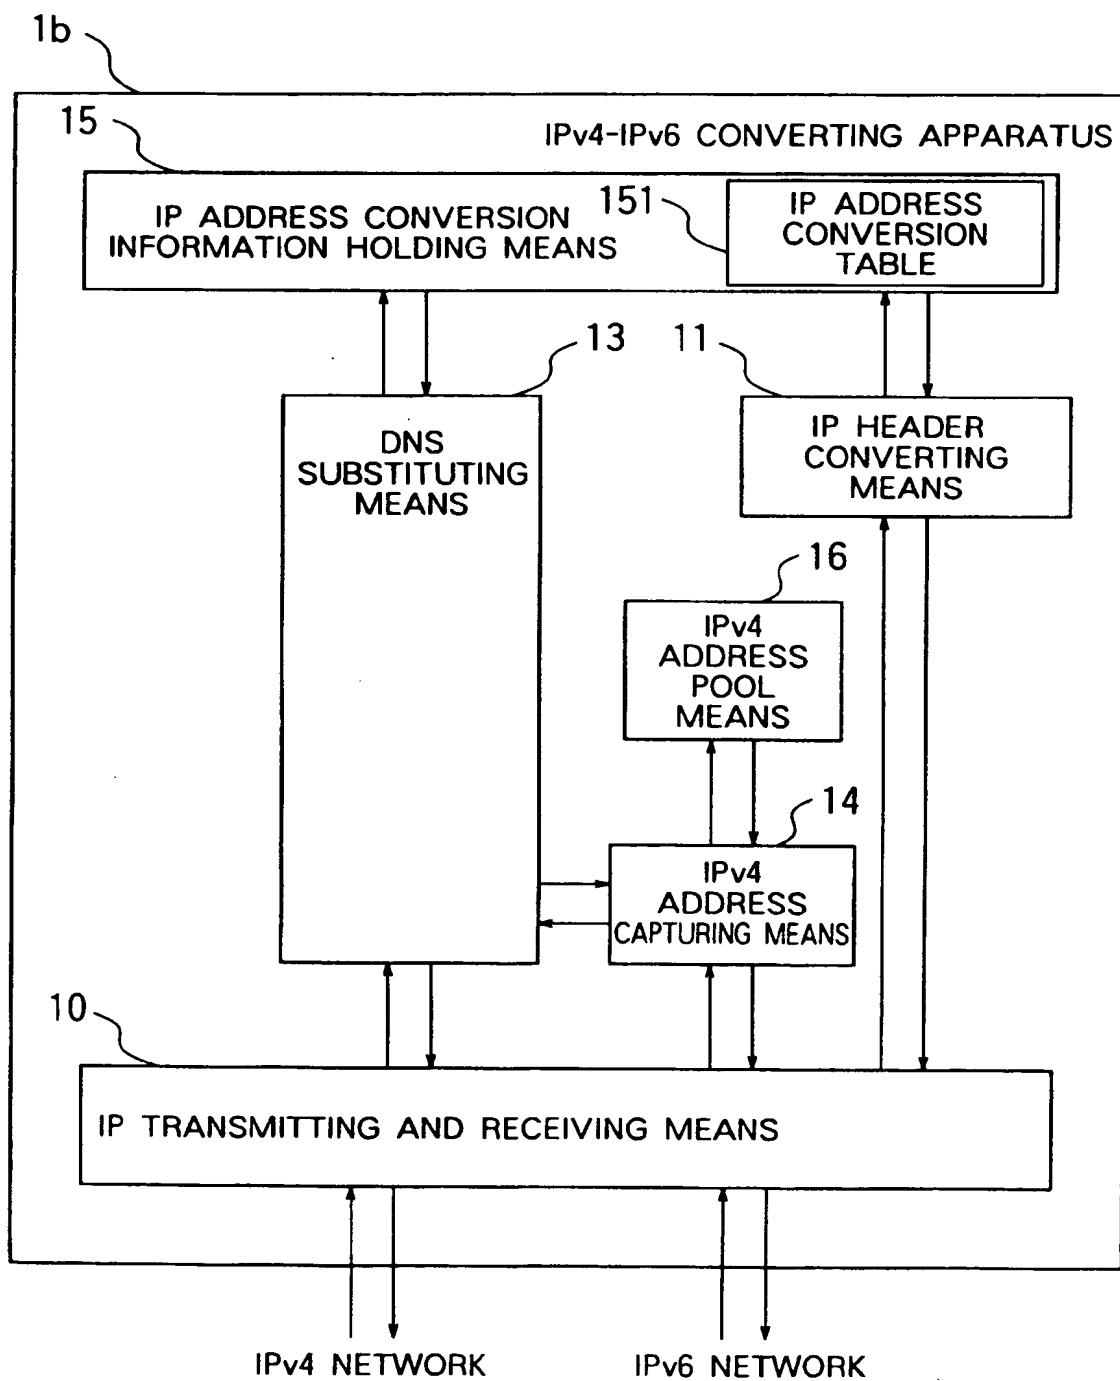 1b
15
IPv4-IPv6 CONVERTING APPARATUS
IP ADDRESS CONVERSION
INFORMATION HOLDING MEANS
151
IP ADDRESS
CONVERSION
TABLE
13
11
DNS
SUBSTITUTING
MEANS
IP HEADER
CONVERTING
MEANS
16
IPv4
ADDRESS
POOL
MEANS
14
IPv4
ADDRESS
CAPTURING MEANS
10
IP TRANSMITTING AND RECEIVING MEANS
IPv4 NETWORK
IPv6 NETWORK